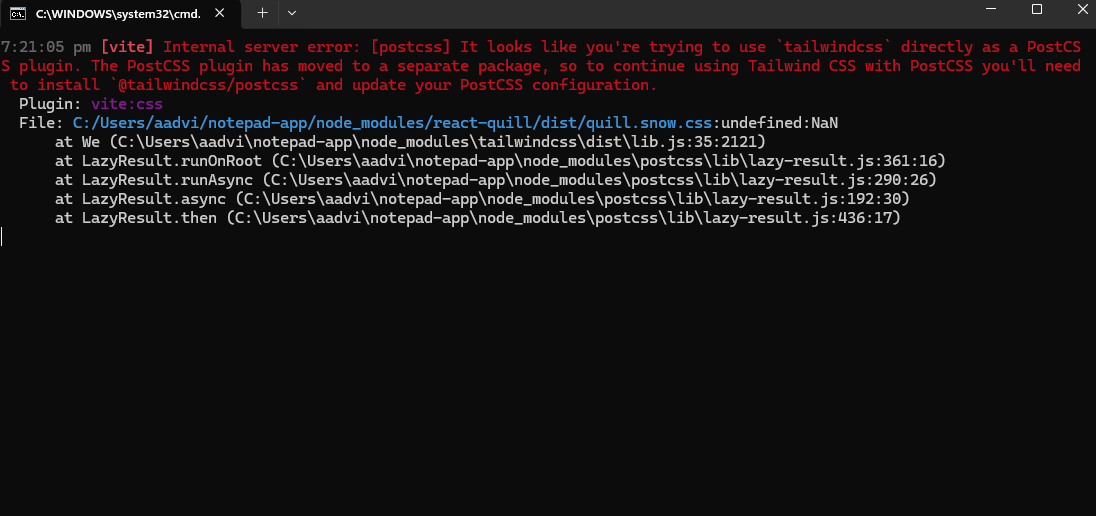 C:\WINDOWS\system32\cmd.
7:21:05 pm [vite] Internal server error: [postcss] It looks like you're trying to use `tailwindcss` directly as a PostCS
S plugin. The PostCSS plugin has moved to a separate package, so to continue using Tailwind CSS with PostCSS you'll need
to install `@tailwindcss/postcss` and update your PostCSS configuration.
Plugin: vite:css
File: C:/Users/aadvi/notepad-app/node_modules/react-quill/dist/quill.snow.css:undefined:NaN
at We (C:\Users\aadvi\notepad-app\node_modules\tailwindcss\dist\lib.js:35:2121)
at LazyResult.runOnRoot (C:\Users\aadvi\notepad-app\node_modules\postcss\lib\lazy-result.js:361:16)
at LazyResult.runAsync (C:\Users\aadvi\notepad-app\node_modules\postcss\lib\lazy-result.js:290:26)
at LazyResult.async (C:\Users\aadvi\notepad-app\node_modules\postcss\lib\lazy-result.js:192:30)
at LazyResult.then (C:\Users\aadvi\notepad-app\node_modules\postcss\lib\lazy-result.js:436:17)